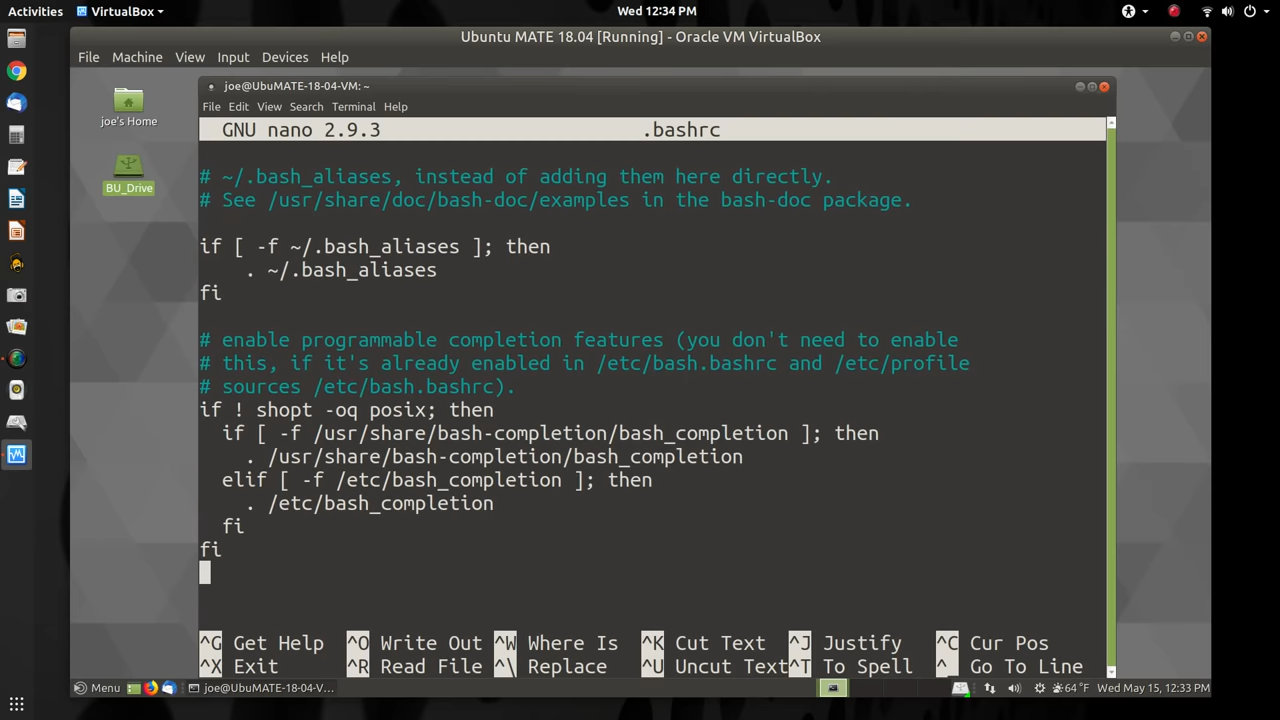 Activities VirtualBox Wed 12:34 PM
Ubuntu MATE 18.04 [Running] - Oracle VM VirtualBox
File Machine View Input Devices Help
joe@UbuMATE-18-04-VM: ~
File Edit View Search Terminal Help
joe's Home
BU_Drive
GNU nano 2.9.3 .bashrc
# ~/.bash_aliases, instead of adding them here directly.
# See /usr/share/doc/bash-doc/examples in the bash-doc package.
if [ -f ~/.bash_aliases ]; then
. ~/.bash_aliases
fi
# enable programmable completion features (you don't need to enable
# this, if it's already enabled in /etc/bash.bashrc and /etc/profile
# sources /etc/bash.bashrc).
if ! shopt -oq posix; then
if [ -f /usr/share/bash-completion/bash_completion ]; then
. /usr/share/bash-completion/bash_completion
elif [ -f /etc/bash_completion ]; then
. /etc/bash_completion
fi
fi
^G Get Help ^O Write Out ^W Where Is ^K Cut Text ^J Justify ^C Cur Pos
^X Exit ^R Read File ^\ Replace ^U Uncut Text ^T To Spell ^_ Go To Line
Menu joe@UbuMATE-18-04-V... 64 °F Wed May 15, 12:33 PM